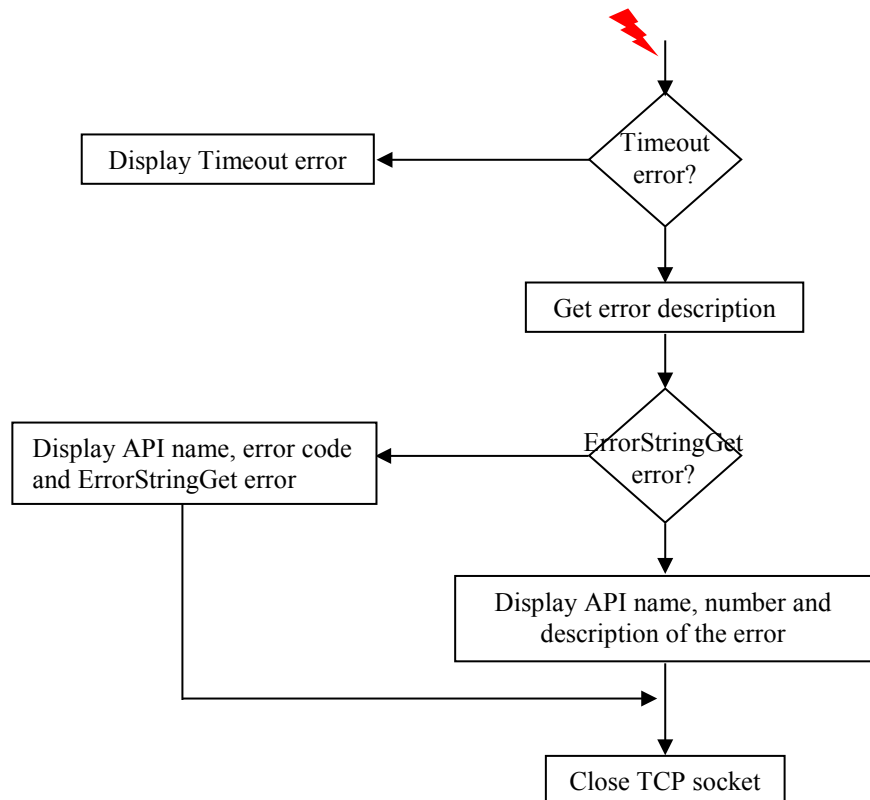 Timeout
error?
Display Timeout error
Get error description
ErrorStringGet
error?
Display API name, error code
and ErrorStringGet error
Display API name, number and
description of the error
Close TCP socket